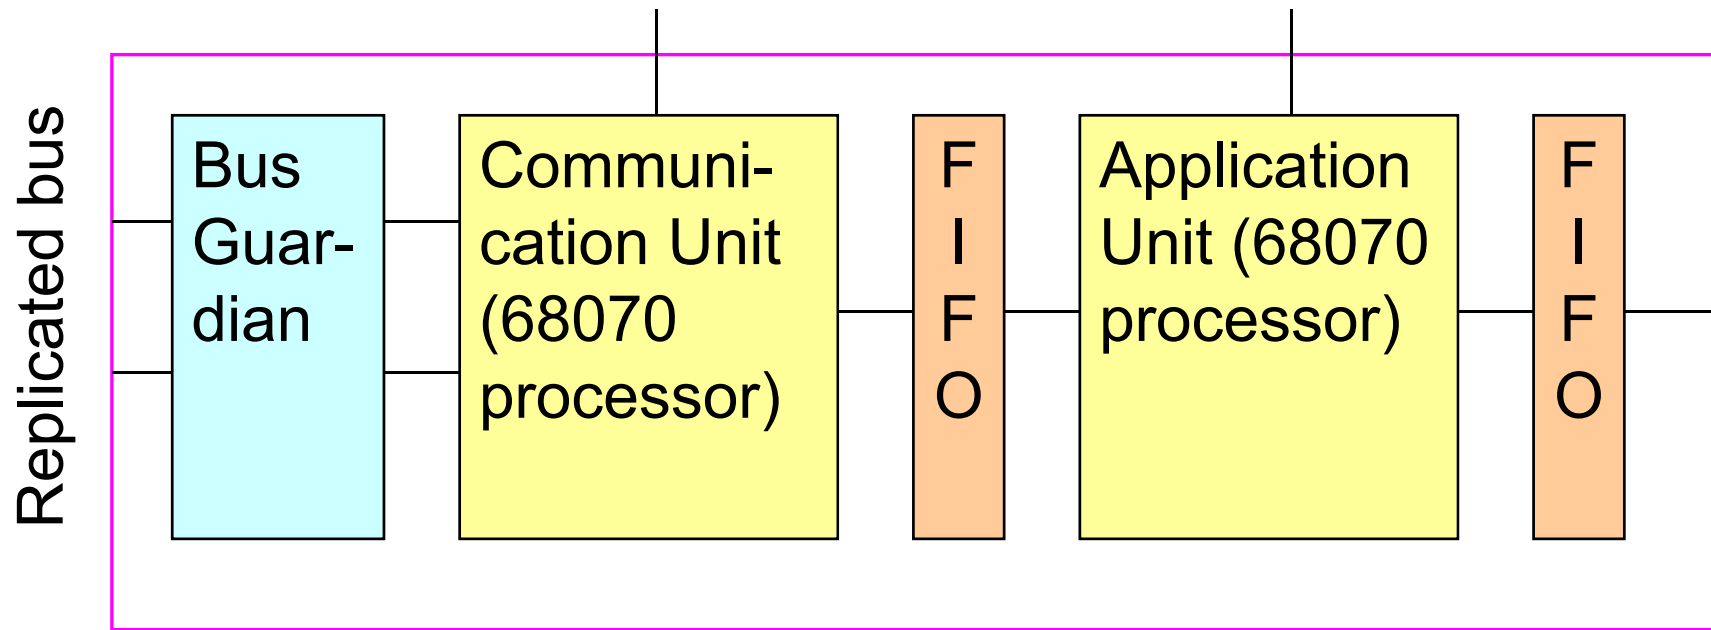 Replicated bus
Bus
Guar-
dian
Communi-
cation Unit
(68070
processor)
F
I
F
O
Application
Unit (68070
processor)
F
I
F
O